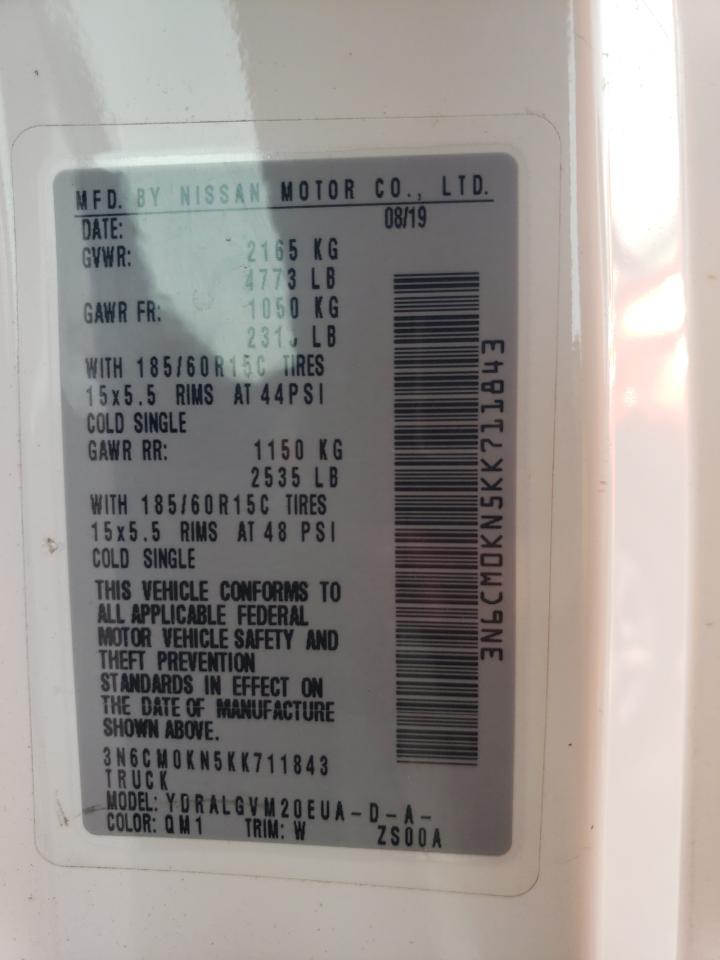 MFD. BY NISSAN MOTOR CO., LTD.
DATE: 08/19
GVWR: 2165 KG
4773 LB
GAWR FR: 1050 KG
LB
WITH 185/60R15C TIRES
15x5.5 RIMS AT 44PSI
COLD SINGLE
GAWR RR: 1150 KG
2535 LB
WITH 185/60R15C TIRES
15x5.5 RIMS AT 48 PSI
COLD SINGLE
THIS VEHICLE CONFORMS TO
ALL APPLICABLE FEDERAL
MOTOR VEHICLE SAFETY AND
THEFT PREVENTION
STANDARDS IN EFFECT ON
THE DATE OF MANUFACTURE
SHOWN ABOVE.
3N6CM0KN5KK711843
TRUCK
MODEL: YDRALGVM20EUA-D-A-
COLOR: QM1 TRIM: W ZS00A
3N6CM0KN5KK711843